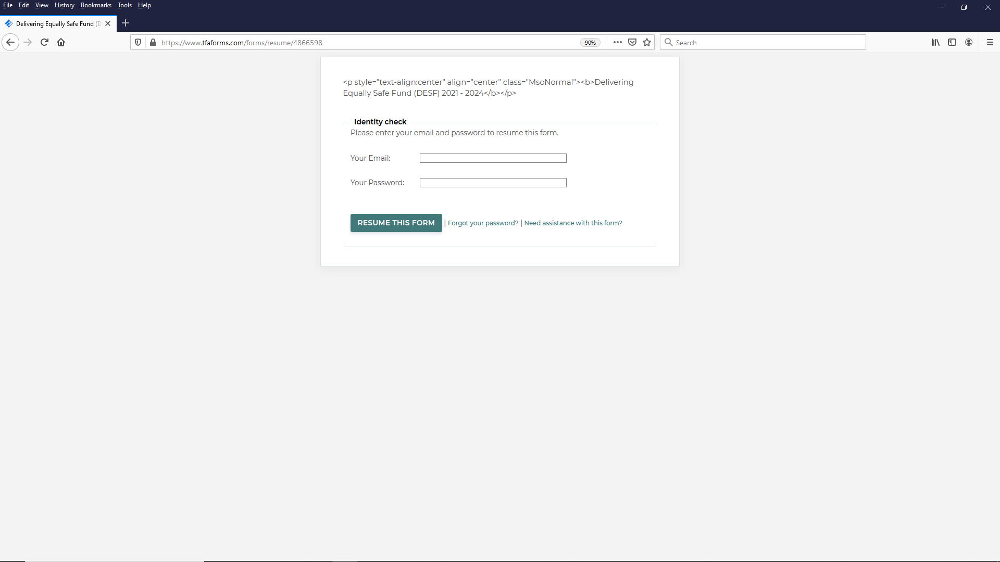 File Edit View History Bookmarks Tools Help
Delivering Equally Safe Fund (D
https://www.tfaforms.com/forms/resume/4866598
90%
Search
<p style="text-align:center" align="center" class="MsoNormal"><b>Delivering
Equally Safe Fund (DESF) 2021 - 2024</b></p>
Identity check
Please enter your email and password to resume this form.
Your Email:
Your Password:
RESUME THIS FORM | Forgot your password? | Need assistance with this form?